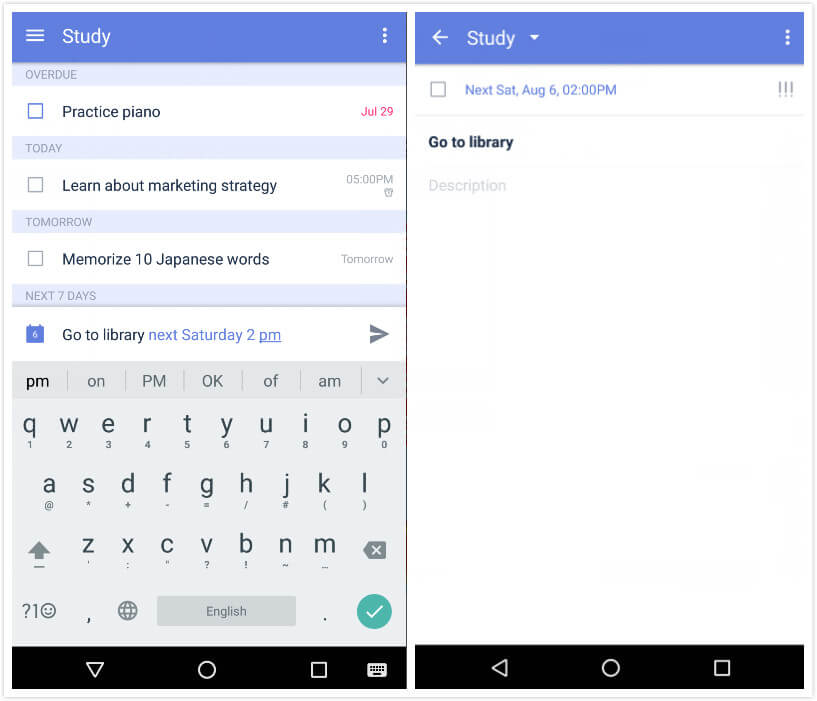 Study
OVERDUE
Practice piano Jul 29
TODAY
Learn about marketing strategy 05:00PM
TOMORROW
Memorize 10 Japanese words Tomorrow
NEXT 7 DAYS
6 Go to library next Saturday 2 pm
pm on PM OK of am
q w e r t y u i o p
1 2 3 4 5 6 7 8 9 0
a s d f g h j k l
@ * + - = / # ( )
z x c v b n m
' : " ? ! ~ …
?1☺ , English .
Study
Next Sat, Aug 6, 02:00PM !!!
Go to library
Description